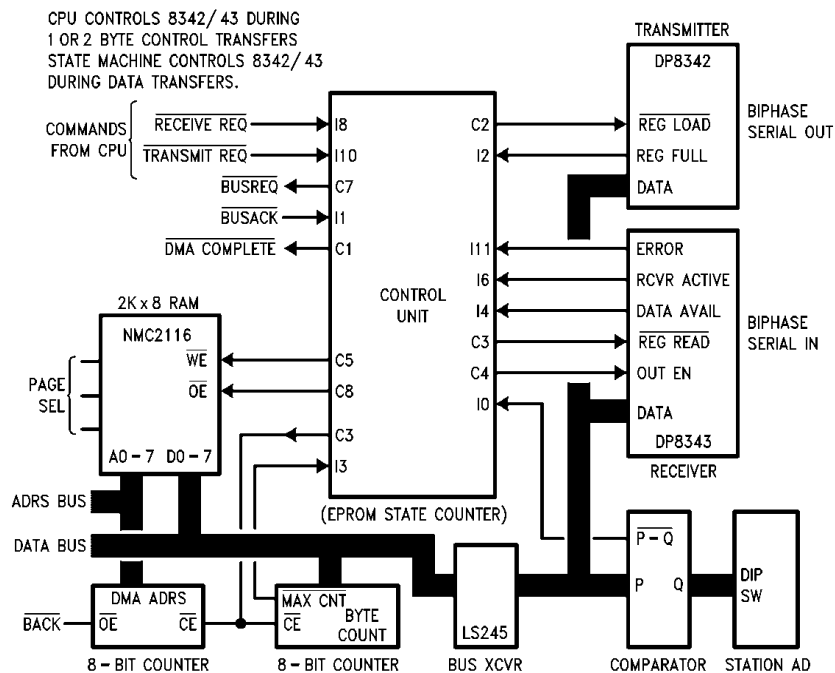 CPU CONTROLS 8342/43 DURING
1 OR 2 BYTE CONTROL TRANSFERS
STATE MACHINE CONTROLS 8342/43
DURING DATA TRANSFERS.
TRANSMITTER
DP8342
COMMANDS
FROM CPU
RECEIVE REQ
TRANSMIT REQ
BUSREQ
BUSACK
DMA COMPLETE
I8
I10
C7
I1
C1
C2
I2
REG LOAD
REG FULL
DATA
BIPHASE
SERIAL OUT
I11
I6
I4
C3
C4
I0
ERROR
RCVR ACTIVE
DATA AVAIL
REG READ
OUT EN
DATA
DP8343
RECEIVER
BIPHASE
SERIAL IN
CONTROL
UNIT
2K x 8 RAM
NMC2116
WE
OE
C5
C8
C3
I3
PAGE
SEL
A0-7 D0-7
(EPROM STATE COUNTER)
ADRS BUS
DATA BUS
BACK
DMA ADRS
OE CE
8-BIT COUNTER
MAX CNT
CE
BYTE
COUNT
8-BIT COUNTER
LS245
BUS XCVR
P-Q
P Q
COMPARATOR
DIP
SW
STATION AD